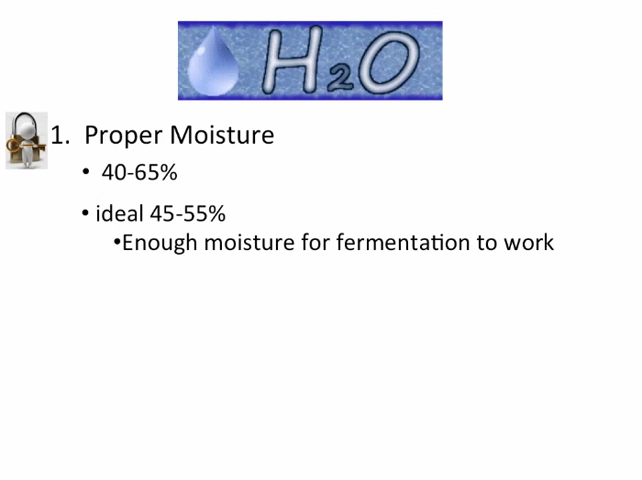 H2O
1. Proper Moisture
• 40-65%
• ideal 45-55%
•Enough moisture for fermentation to work